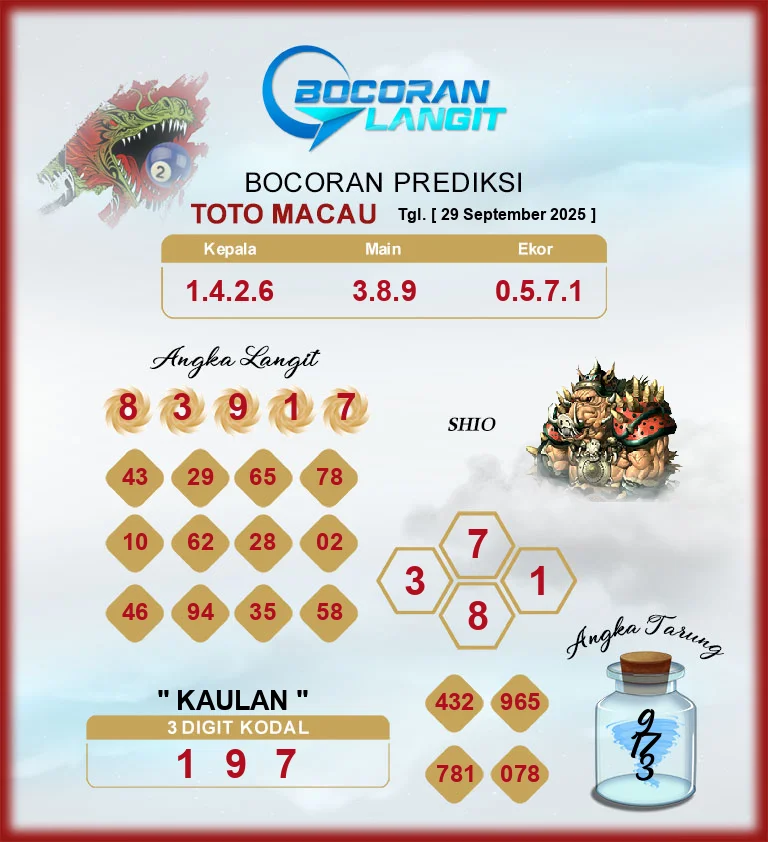 BOCORAN
LANGIT
2
BOCORAN PREDIKSI
TOTO MACAU Tgl. [ 29 September 2025 ]
Kepala Main Ekor
1.4.2.6 3.8.9 0.5.7.1
Angka Langit
8 3 9 1 7
SHIO
43 29 65 78
10 62 28 02
46 94 35 58
7
3 1
8
Angka Tarung
9
17
3
" KAULAN "
3 DIGIT KODAL
1 9 7
432 965
781 078